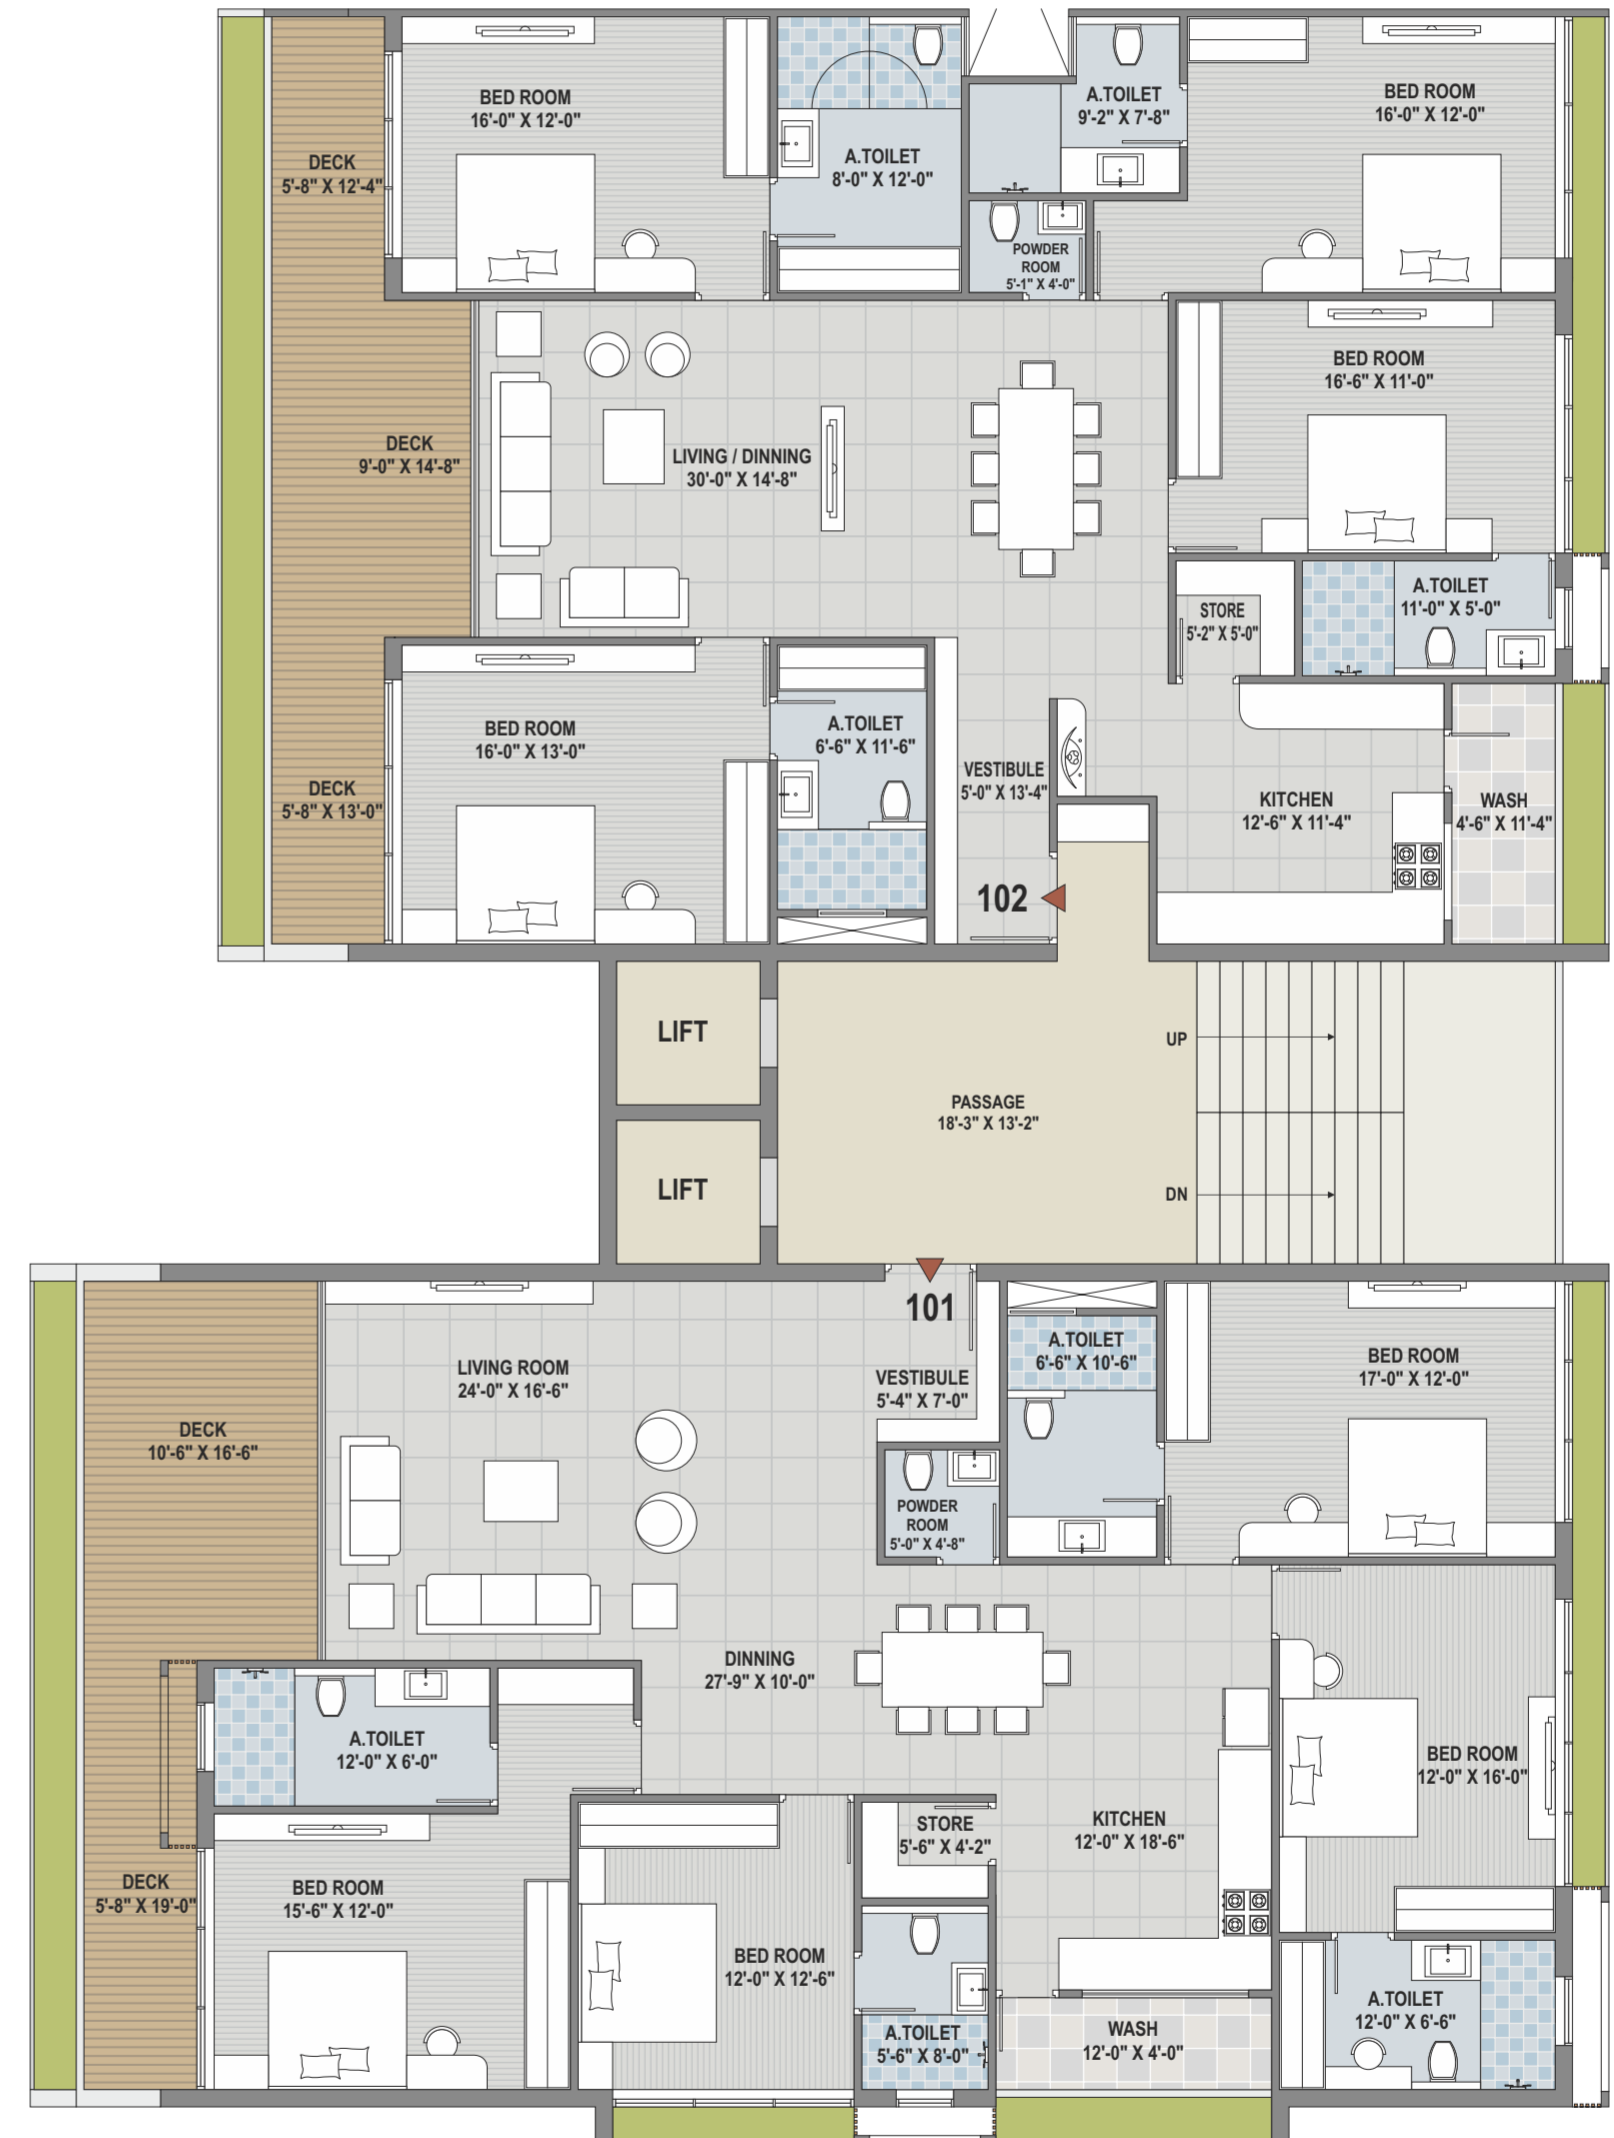 BED ROOM
16'-0" X 12'-0"
DECK
5'-8" X 12'-4"
A.TOILET
8'-0" X 12'-0"
A.TOILET
9'-2" X 7'-8"
BED ROOM
16'-0" X 12'-0"
POWDER
ROOM
5'-1" X 4'-0"
DECK
9'-0" X 14'-8"
LIVING / DINNING
30'-0" X 14'-8"
BED ROOM
16'-6" X 11'-0"
STORE
5'-2" X 5'-0"
A.TOILET
11'-0" X 5'-0"
BED ROOM
16'-0" X 13'-0"
DECK
5'-8" X 13'-0"
A.TOILET
6'-6" X 11'-6"
VESTIBULE
5'-0" X 13'-4"
KITCHEN
12'-6" X 11'-4"
WASH
4'-6" X 11'-4"
102
LIFT
LIFT
PASSAGE
18'-3" X 13'-2"
UP
DN
101
LIVING ROOM
24'-0" X 16'-6"
VESTIBULE
5'-4" X 7'-0"
A.TOILET
6'-6" X 10'-6"
BED ROOM
17'-0" X 12'-0"
DECK
10'-6" X 16'-6"
POWDER
ROOM
5'-0" X 4'-8"
DINNING
27'-9" X 10'-0"
A.TOILET
12'-0" X 6'-0"
BED ROOM
12'-0" X 16'-0"
STORE
5'-6" X 4'-2"
KITCHEN
12'-0" X 18'-6"
DECK
5'-8" X 19'-0"
BED ROOM
15'-6" X 12'-0"
BED ROOM
12'-0" X 12'-6"
A.TOILET
5'-6" X 8'-0"
WASH
12'-0" X 4'-0"
A.TOILET
12'-0" X 6'-6"